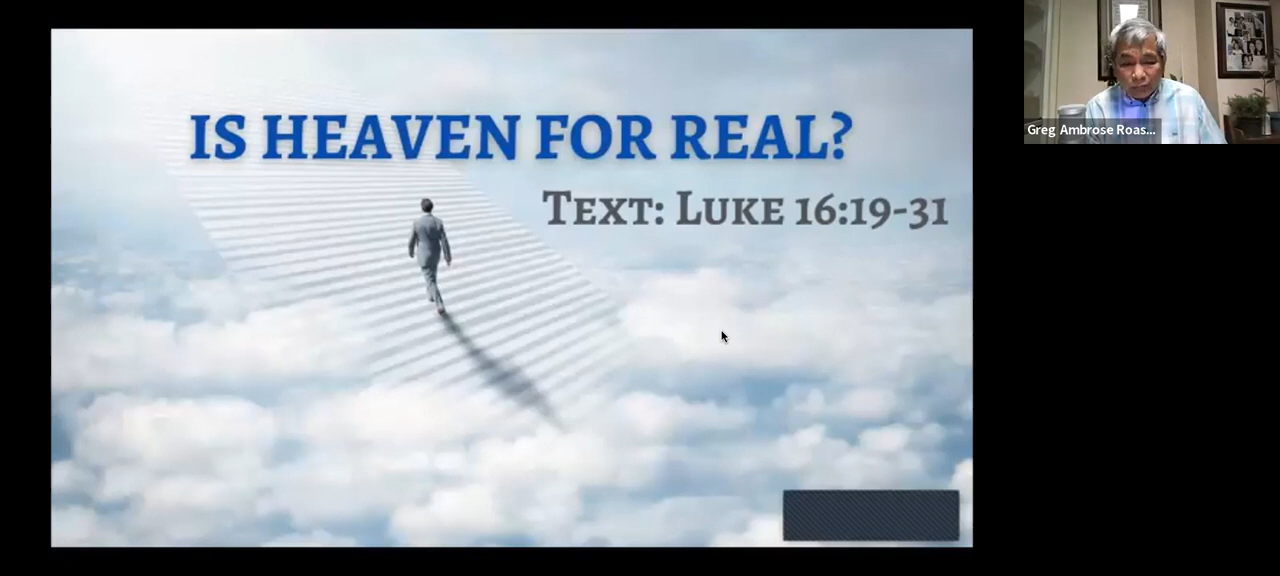 IS HEAVEN FOR REAL?
TEXT: LUKE 16:19-31
Greg Ambrose Roas...